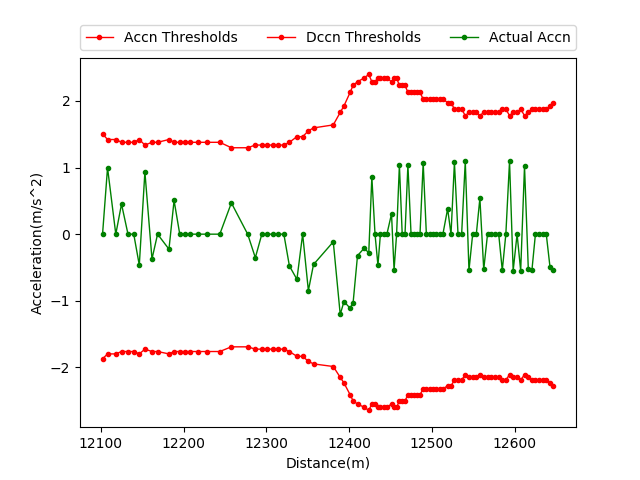 Accn Thresholds Dccn Thresholds Actual Accn
Acceleration(m/s^2)
2
1
0
−1
−2
12100 12200 12300 12400 12500 12600
Distance(m)